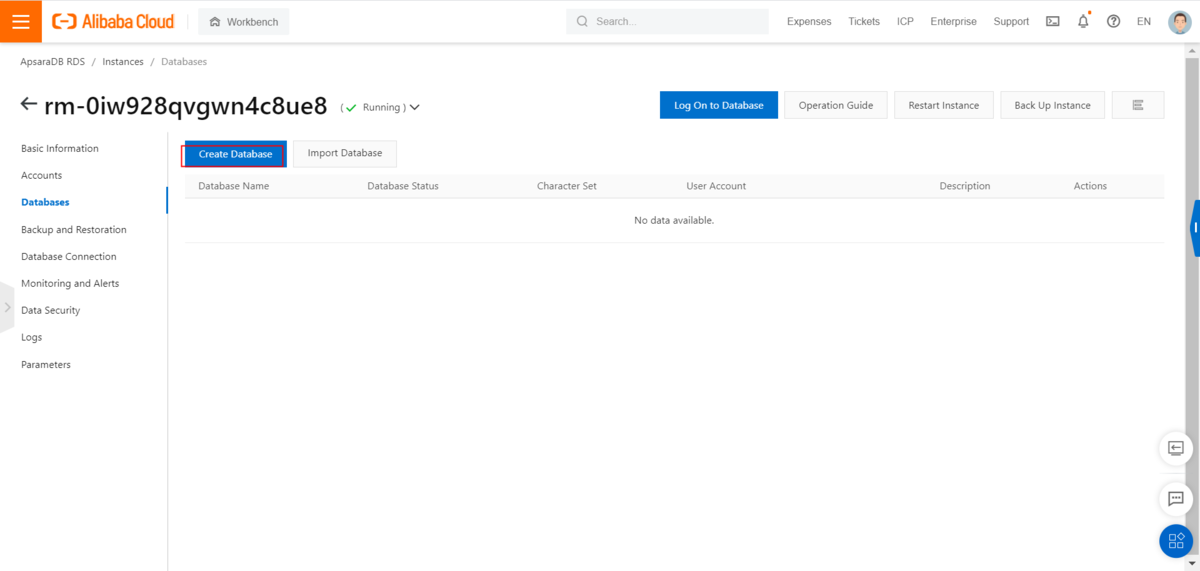 Alibaba Cloud Workbench Search... Expenses Tickets ICP Enterprise Support EN
ApsaraDB RDS / Instances / Databases
rm-0iw928qvgwn4c8ue8 ( Running ) Log On to Database Operation Guide Restart Instance Back Up Instance
Basic Information
Accounts
Databases
Backup and Restoration
Database Connection
Monitoring and Alerts
Data Security
Logs
Parameters
Create Database Import Database
Database Name Database Status Character Set User Account Description Actions
No data available.